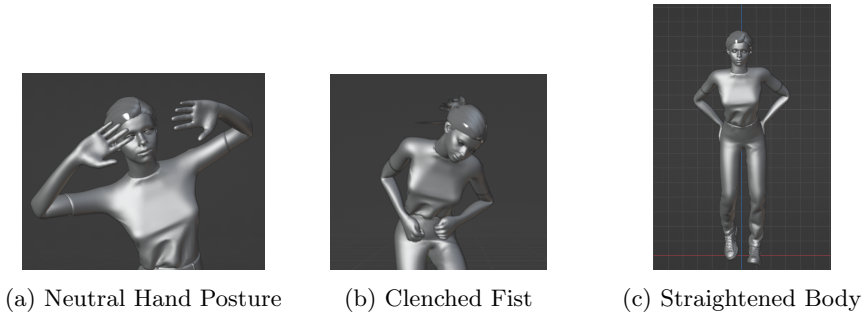 (a) Neutral Hand Posture
(b) Clenched Fist
(c) Straightened Body